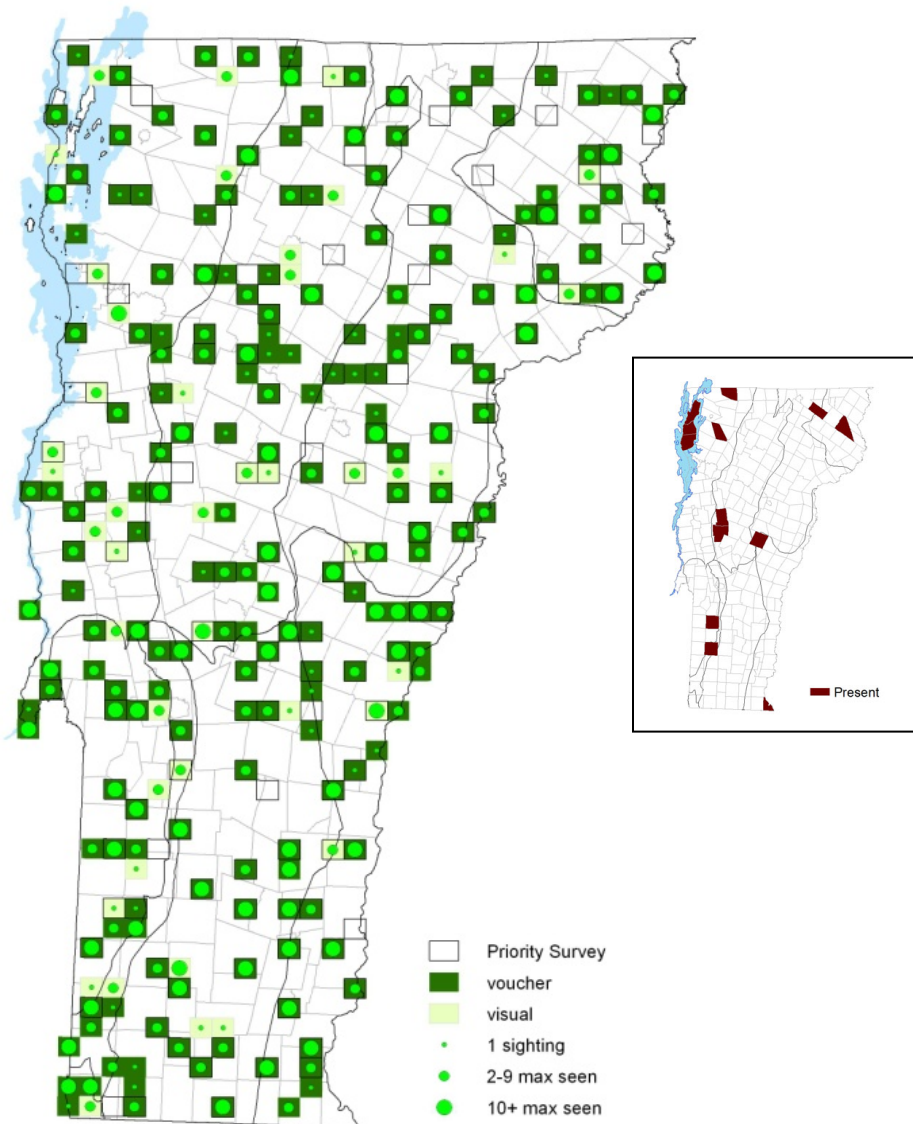 Present
Priority Survey
voucher
visual
1 sighting
2-9 max seen
10+ max seen